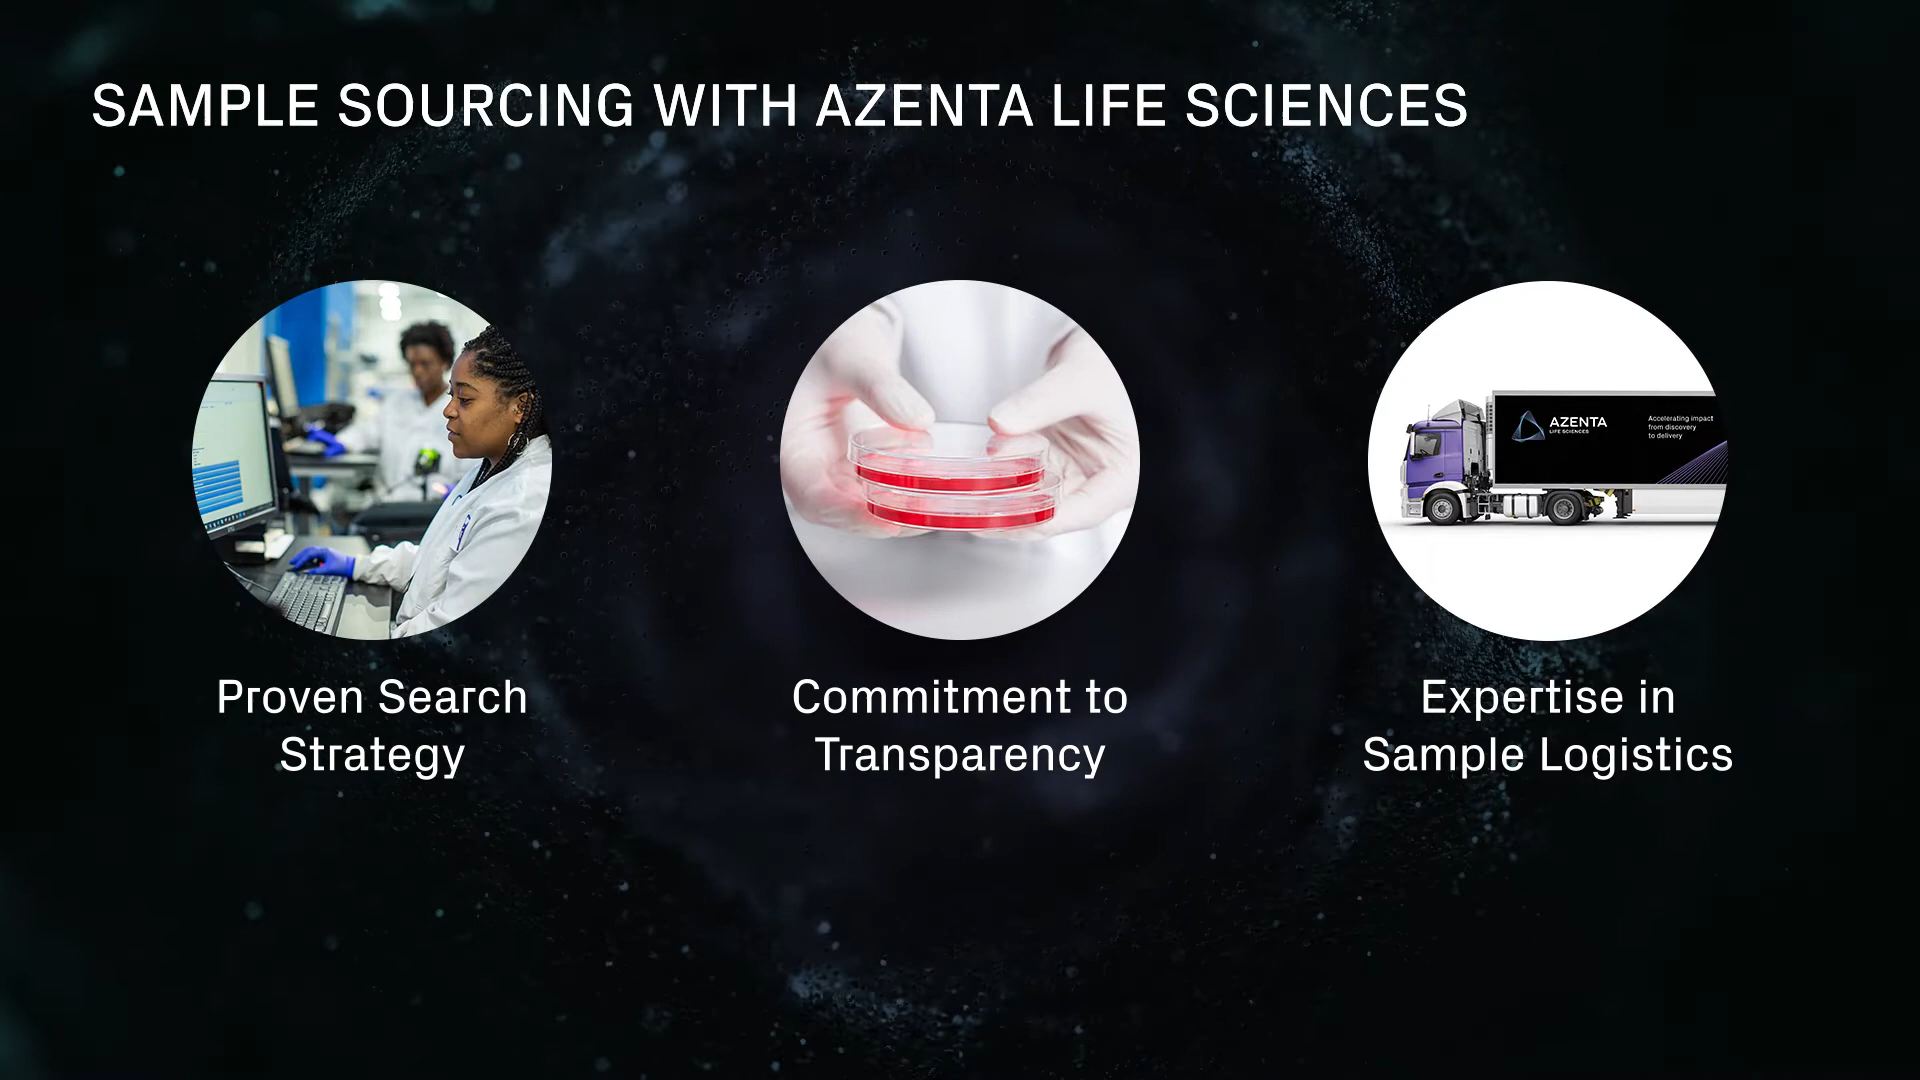 SAMPLE SOURCING WITH AZENTA LIFE SCIENCES
Proven Search
Strategy
Commitment to
Transparency
Expertise in
Sample Logistics
AZENTA
LIFE SCIENCES
Accelerating impact
from discovery
to delivery